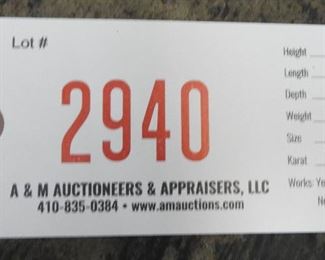 Lot #
2940
A & M AUCTIONEERS & APPRAISERS, LLC
410-835-0384 • www.amauctions.com
Height
Length
Depth
Weight
Size
Karat
Works: Ye
N